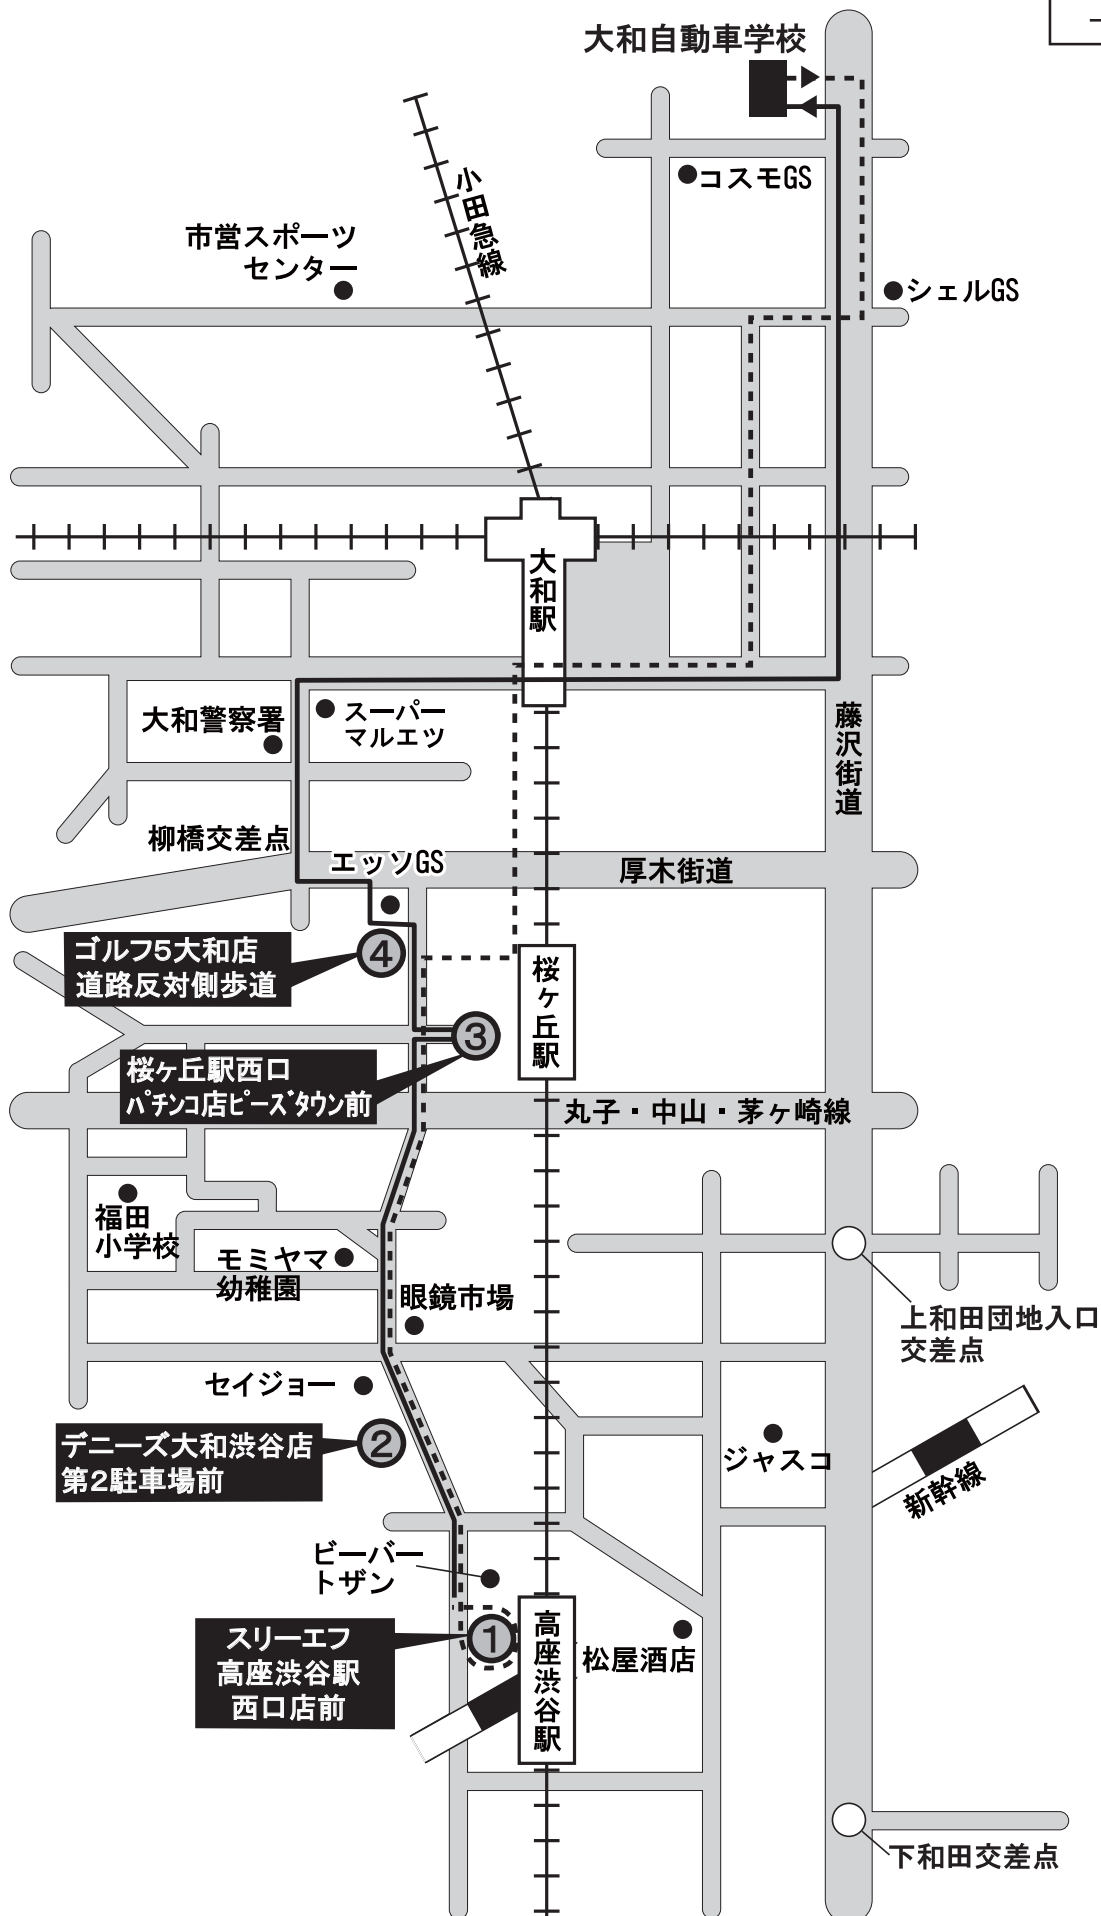 大和自動車学校
コスモGS
小田急線
市営スポーツ
センター
シェルGS
大和駅
大和警察署
スーパー
マルエツ
藤沢街道
柳橋交差点
エッソGS
厚木街道
④
ゴルフ5大和店
道路反対側歩道
桜ヶ丘駅
③
桜ヶ丘駅西口
ﾊﾟﾁﾝｺ店ﾋﾟｰｽﾞﾀｳﾝ前
丸子・中山・茅ヶ崎線
福田
小学校
モミヤマ
幼稚園
眼鏡市場
上和田団地入口
交差点
セイジョー
②
デニーズ大和渋谷店
第2駐車場前
ジャスコ
新幹線
ビーバー
トザン
①
スリーエフ
高座渋谷駅
西口店前
高座渋谷駅
松屋酒店
下和田交差点